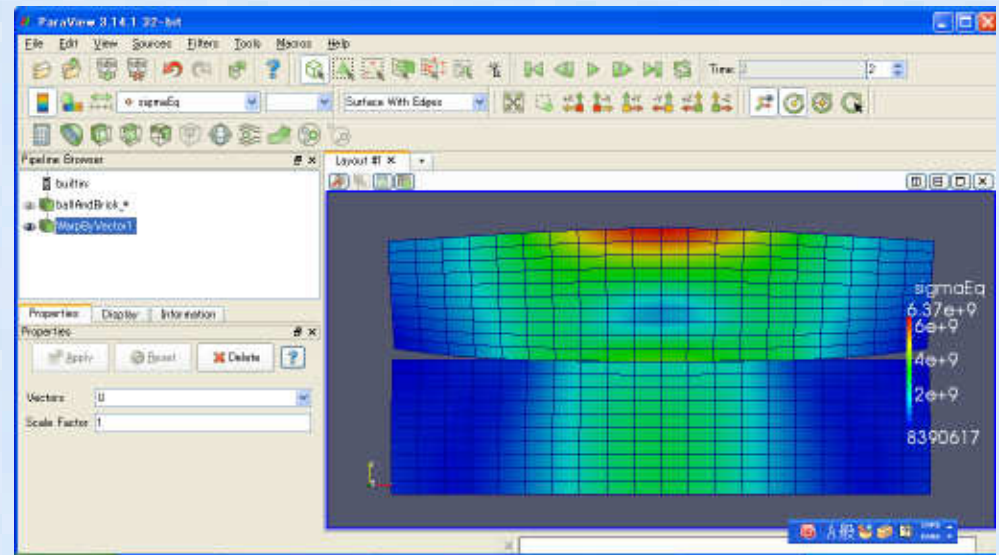 ParaView 3.14.1 32-bit
File Edit View Sources Filters Tools Macros Help
Time: 2 2
sigmaEq Surface With Edges
Pipeline Browser
Layout #1
builtin:
ballAndBrick_*
WarpByVector1
Properties Display Information
Properties
Apply Reset Delete ?
Vectors U
Scale Factor 1
sigmaEq
6.37e+9
6e+9
4e+9
2e+9
8390617
A 般